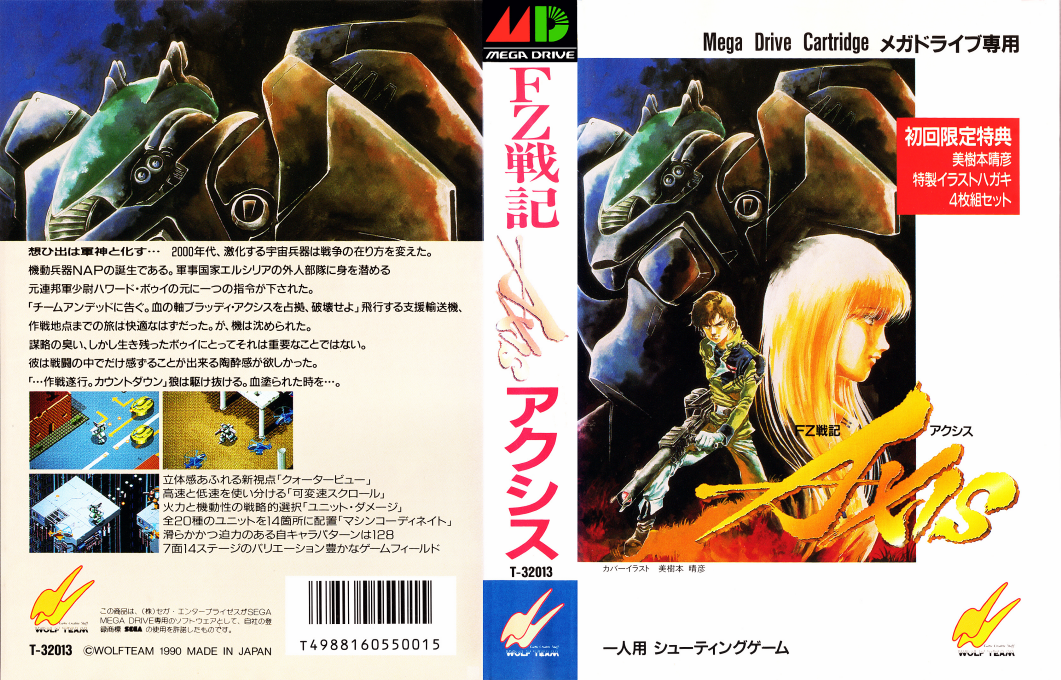 想ひ出は軍神と化す… 2000年代、激化する宇宙兵器は戦争の在り方を変えた。
機動兵器NAPの誕生である。軍事国家エルシリアの外人部隊に身を潜める
元連邦軍少尉ハワード・ボウイの元に一つの指令が下された。
「チームアンデッドに告ぐ。血の軸ブラッディ・アクシスを占拠、破壊せよ」飛行する支援輸送機、
作戦地点までの旅は快適なはずだった。が、機は沈められた。
謀略の臭い、しかし生き残ったボゥイにとってそれは重要なことではない。
彼は戦闘の中でだけ感ずることが出来る陶酔感が欲しかった。
「…作戦遂行。カウントダウン」狼は駆け抜ける。血塗られた時を…。
立体感あふれる新視点「クォータービュー」
高速と低速を使い分ける「可変速スクロール」
火力と機動性の戦略的選択「ユニット・ダメージ」
全20種のユニットを14箇所に配置「マシンコーディネイト」
滑らかかつ迫力のある自キャラパターンは128
7面14ステージのバリエーション豊かなゲームフィールド
WOLF TEAM
この商品は、(株)セガ・エンタープライゼスがSEGA
MEGA DRIVE専用のソフトウェアとして、自社の登
録商標 SEGA の使用を許諾したものです。
T-32013 ©WOLFTEAM 1990 MADE IN JAPAN
T4988160550015
MD
MEGA DRIVE
FZ戦記
AXIS
アクシス
T-32013
WOLF TEAM
Mega Drive Cartridge メガドライブ専用
初回限定特典
美樹本晴彦
特製イラストハガキ
4枚組セット
FZ戦記
アクシス
AXIS
カバーイラスト 美樹本 晴彦
一人用 シューティングゲーム
WOLF TEAM